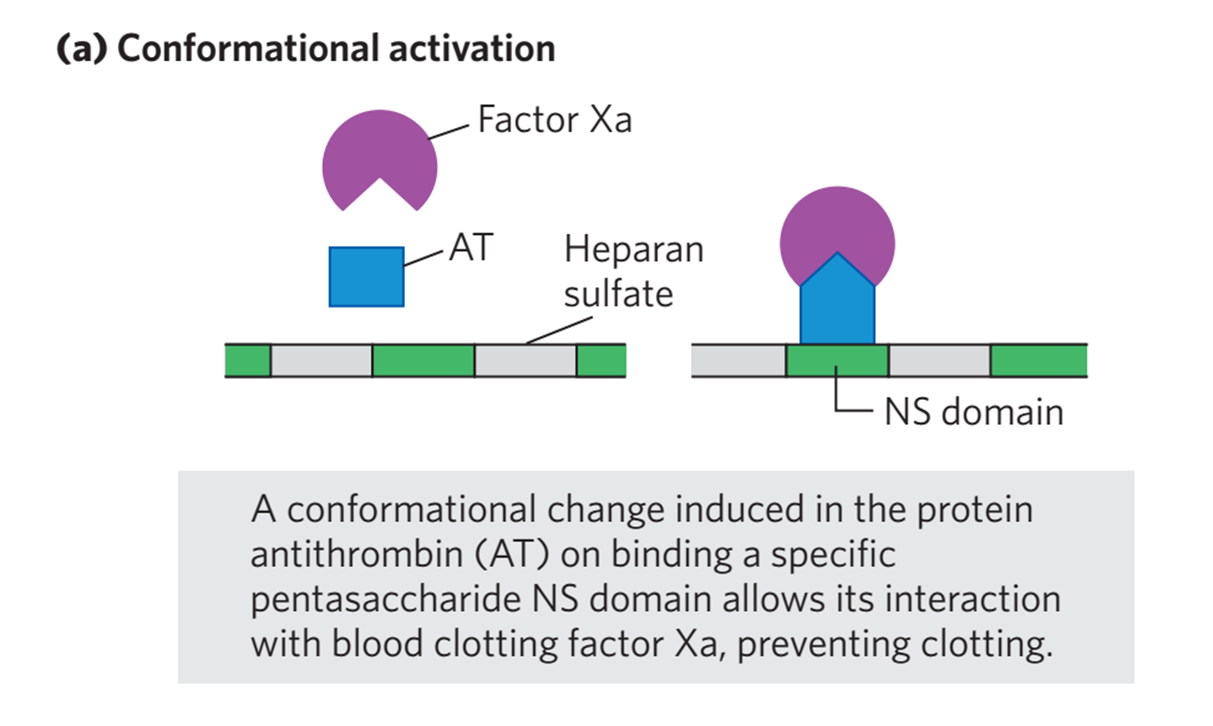 (a) Conformational activation
Factor Xa
AT
Heparan
sulfate
NS domain
A conformational change induced in the protein
antithrombin (AT) on binding a specific
pentasaccharide NS domain allows its interaction
with blood clotting factor Xa, preventing clotting.